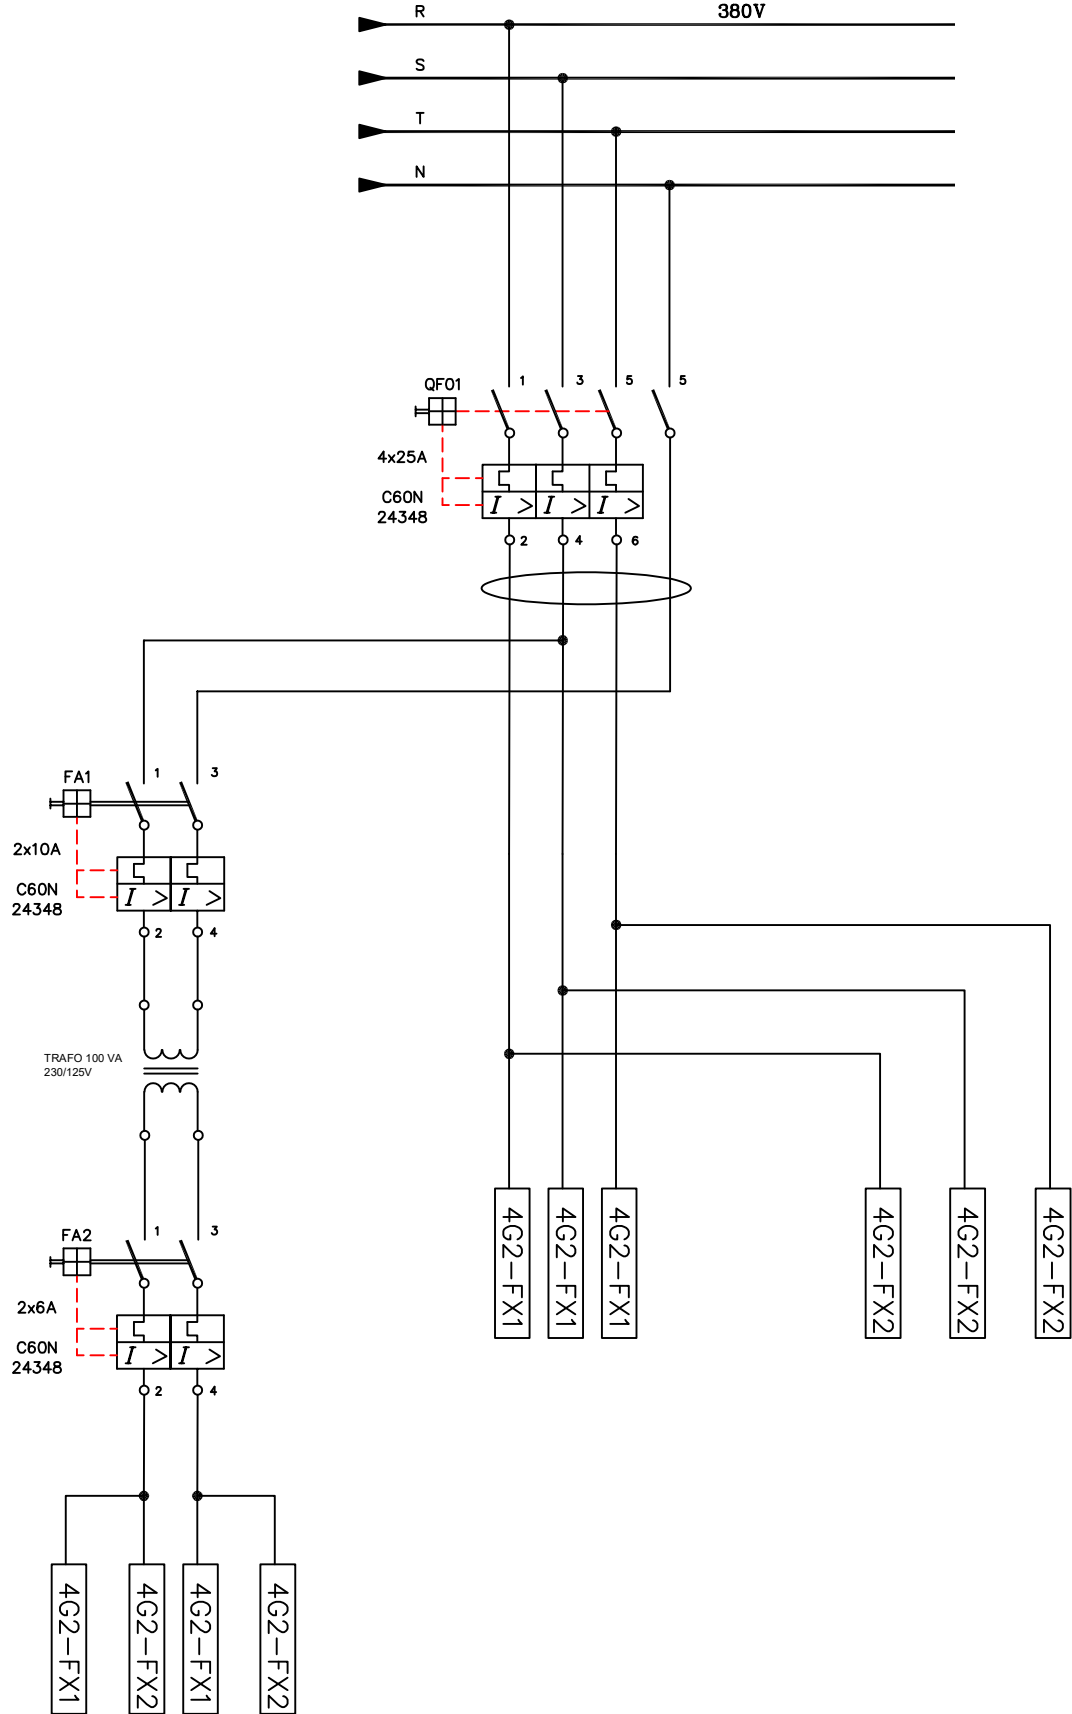 R
380V
S
T
N
QF01
1
3
5
5
4x25A
C60N
24348
I >
I >
I >
2
4
6
FA1
1
3
2x10A
C60N
24348
I >
I >
2
4
TRAFO 100 VA
230/125V
4G2-FX1
4G2-FX1
4G2-FX1
4G2-FX2
4G2-FX2
4G2-FX2
FA2
1
3
2x6A
C60N
24348
I >
I >
2
4
4G2-FX1
4G2-FX2
4G2-FX1
4G2-FX2